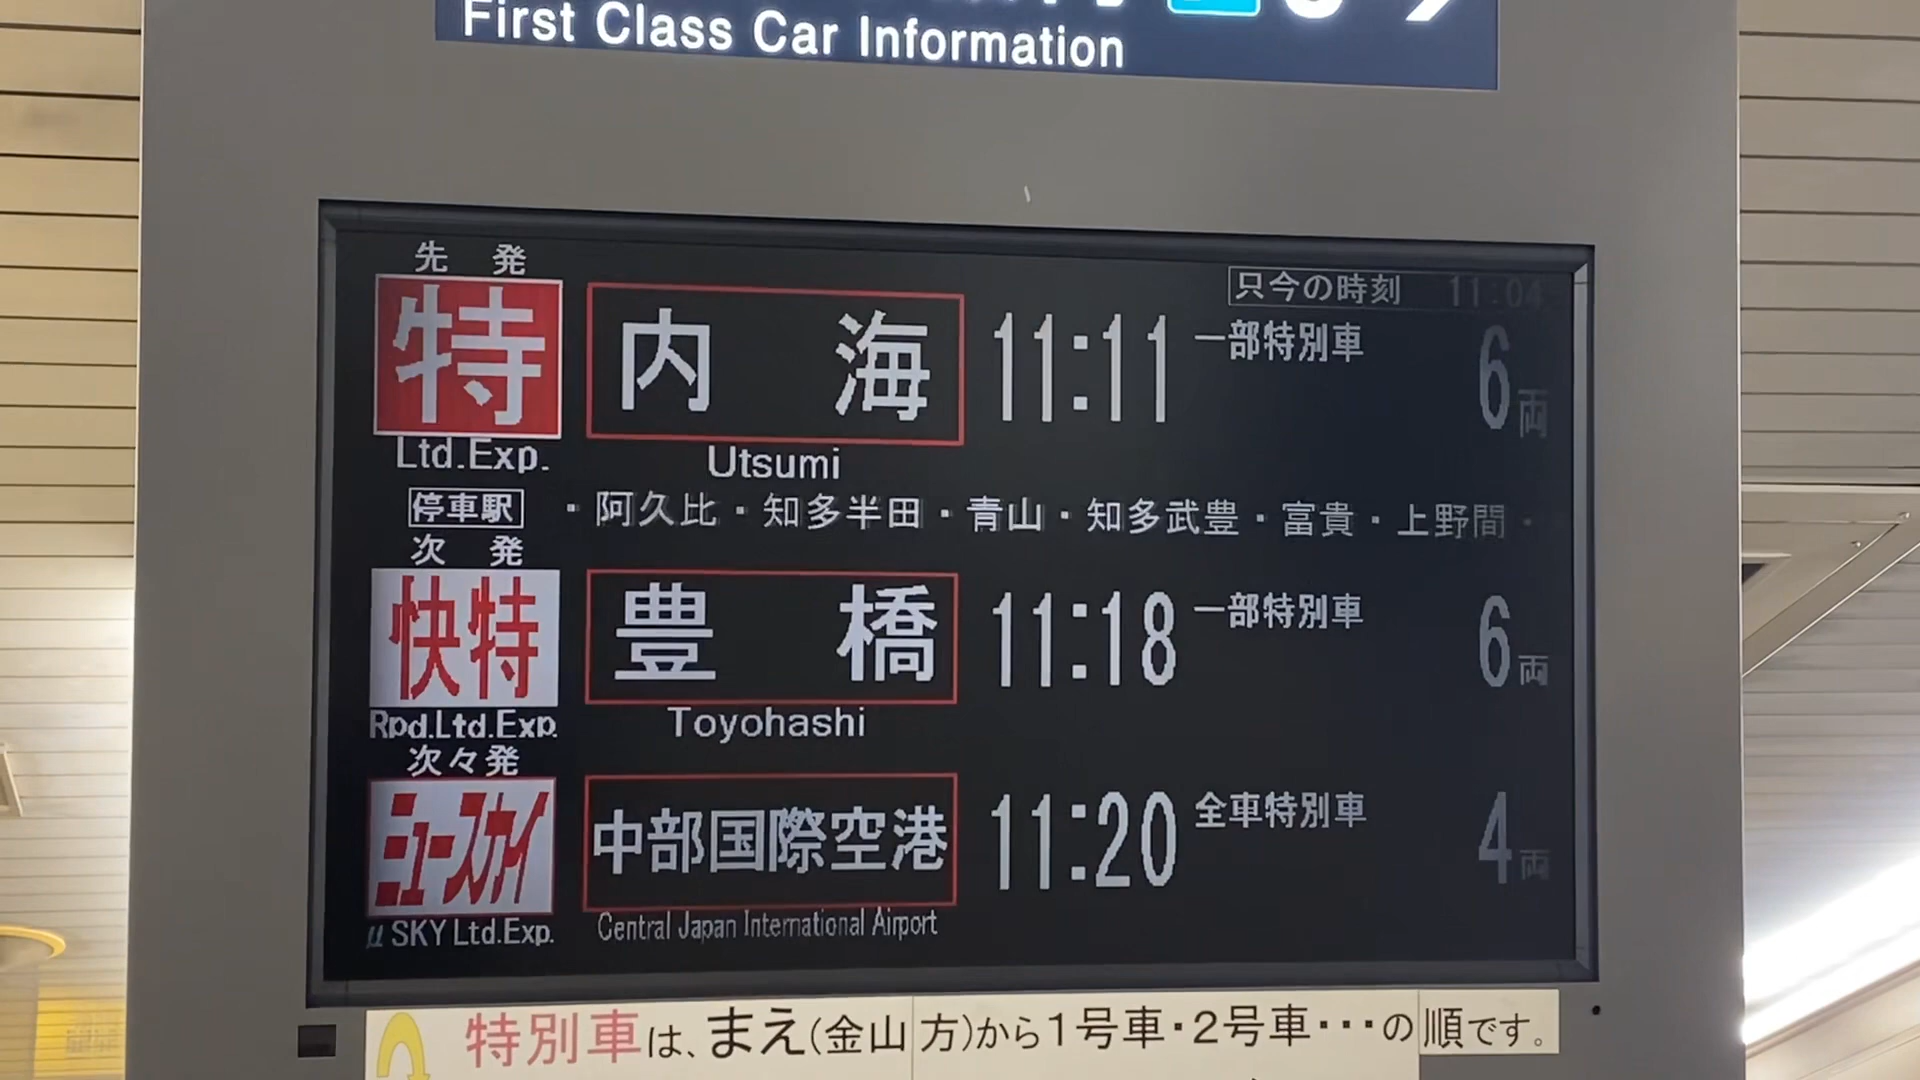 First Class Car Information
先発
只今の時刻 11:04
特 内海 11:11 一部特別車 6両
Ltd.Exp. Utsumi
停車駅 ・阿久比・知多半田・青山・知多武豊・富貴・上野間・
次発
快特 豊橋 11:18 一部特別車 6両
Rpd.Ltd.Exp. Toyohashi
次々発
ミュースカイ 中部国際空港 11:20 全車特別車 4両
μ SKY Ltd.Exp. Central Japan International Airport
特別車は、まえ(金山方)から1号車・2号車・・・の順です。